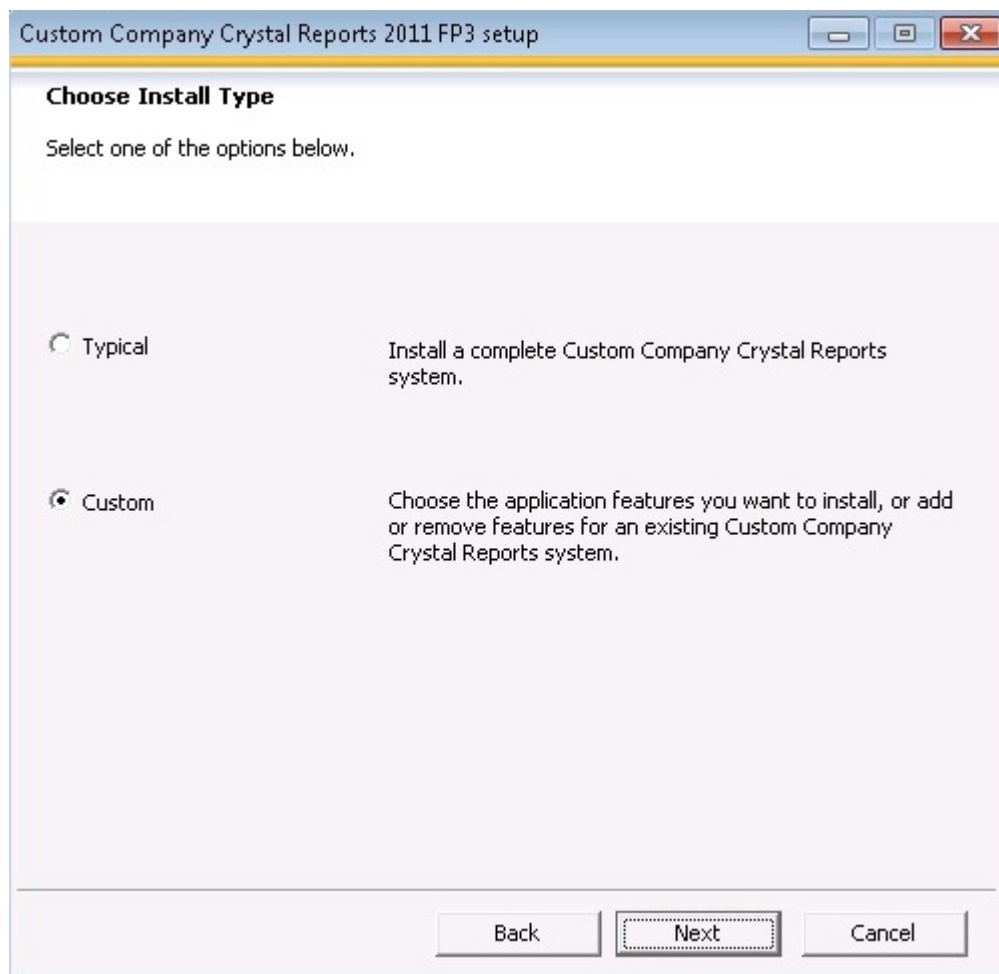 Custom Company Crystal Reports 2011 FP3 setup
Choose Install Type
Select one of the options below.
Typical
Install a complete Custom Company Crystal Reports
system.
Custom
Choose the application features you want to install, or add
or remove features for an existing Custom Company
Crystal Reports system.
Back
Next
Cancel